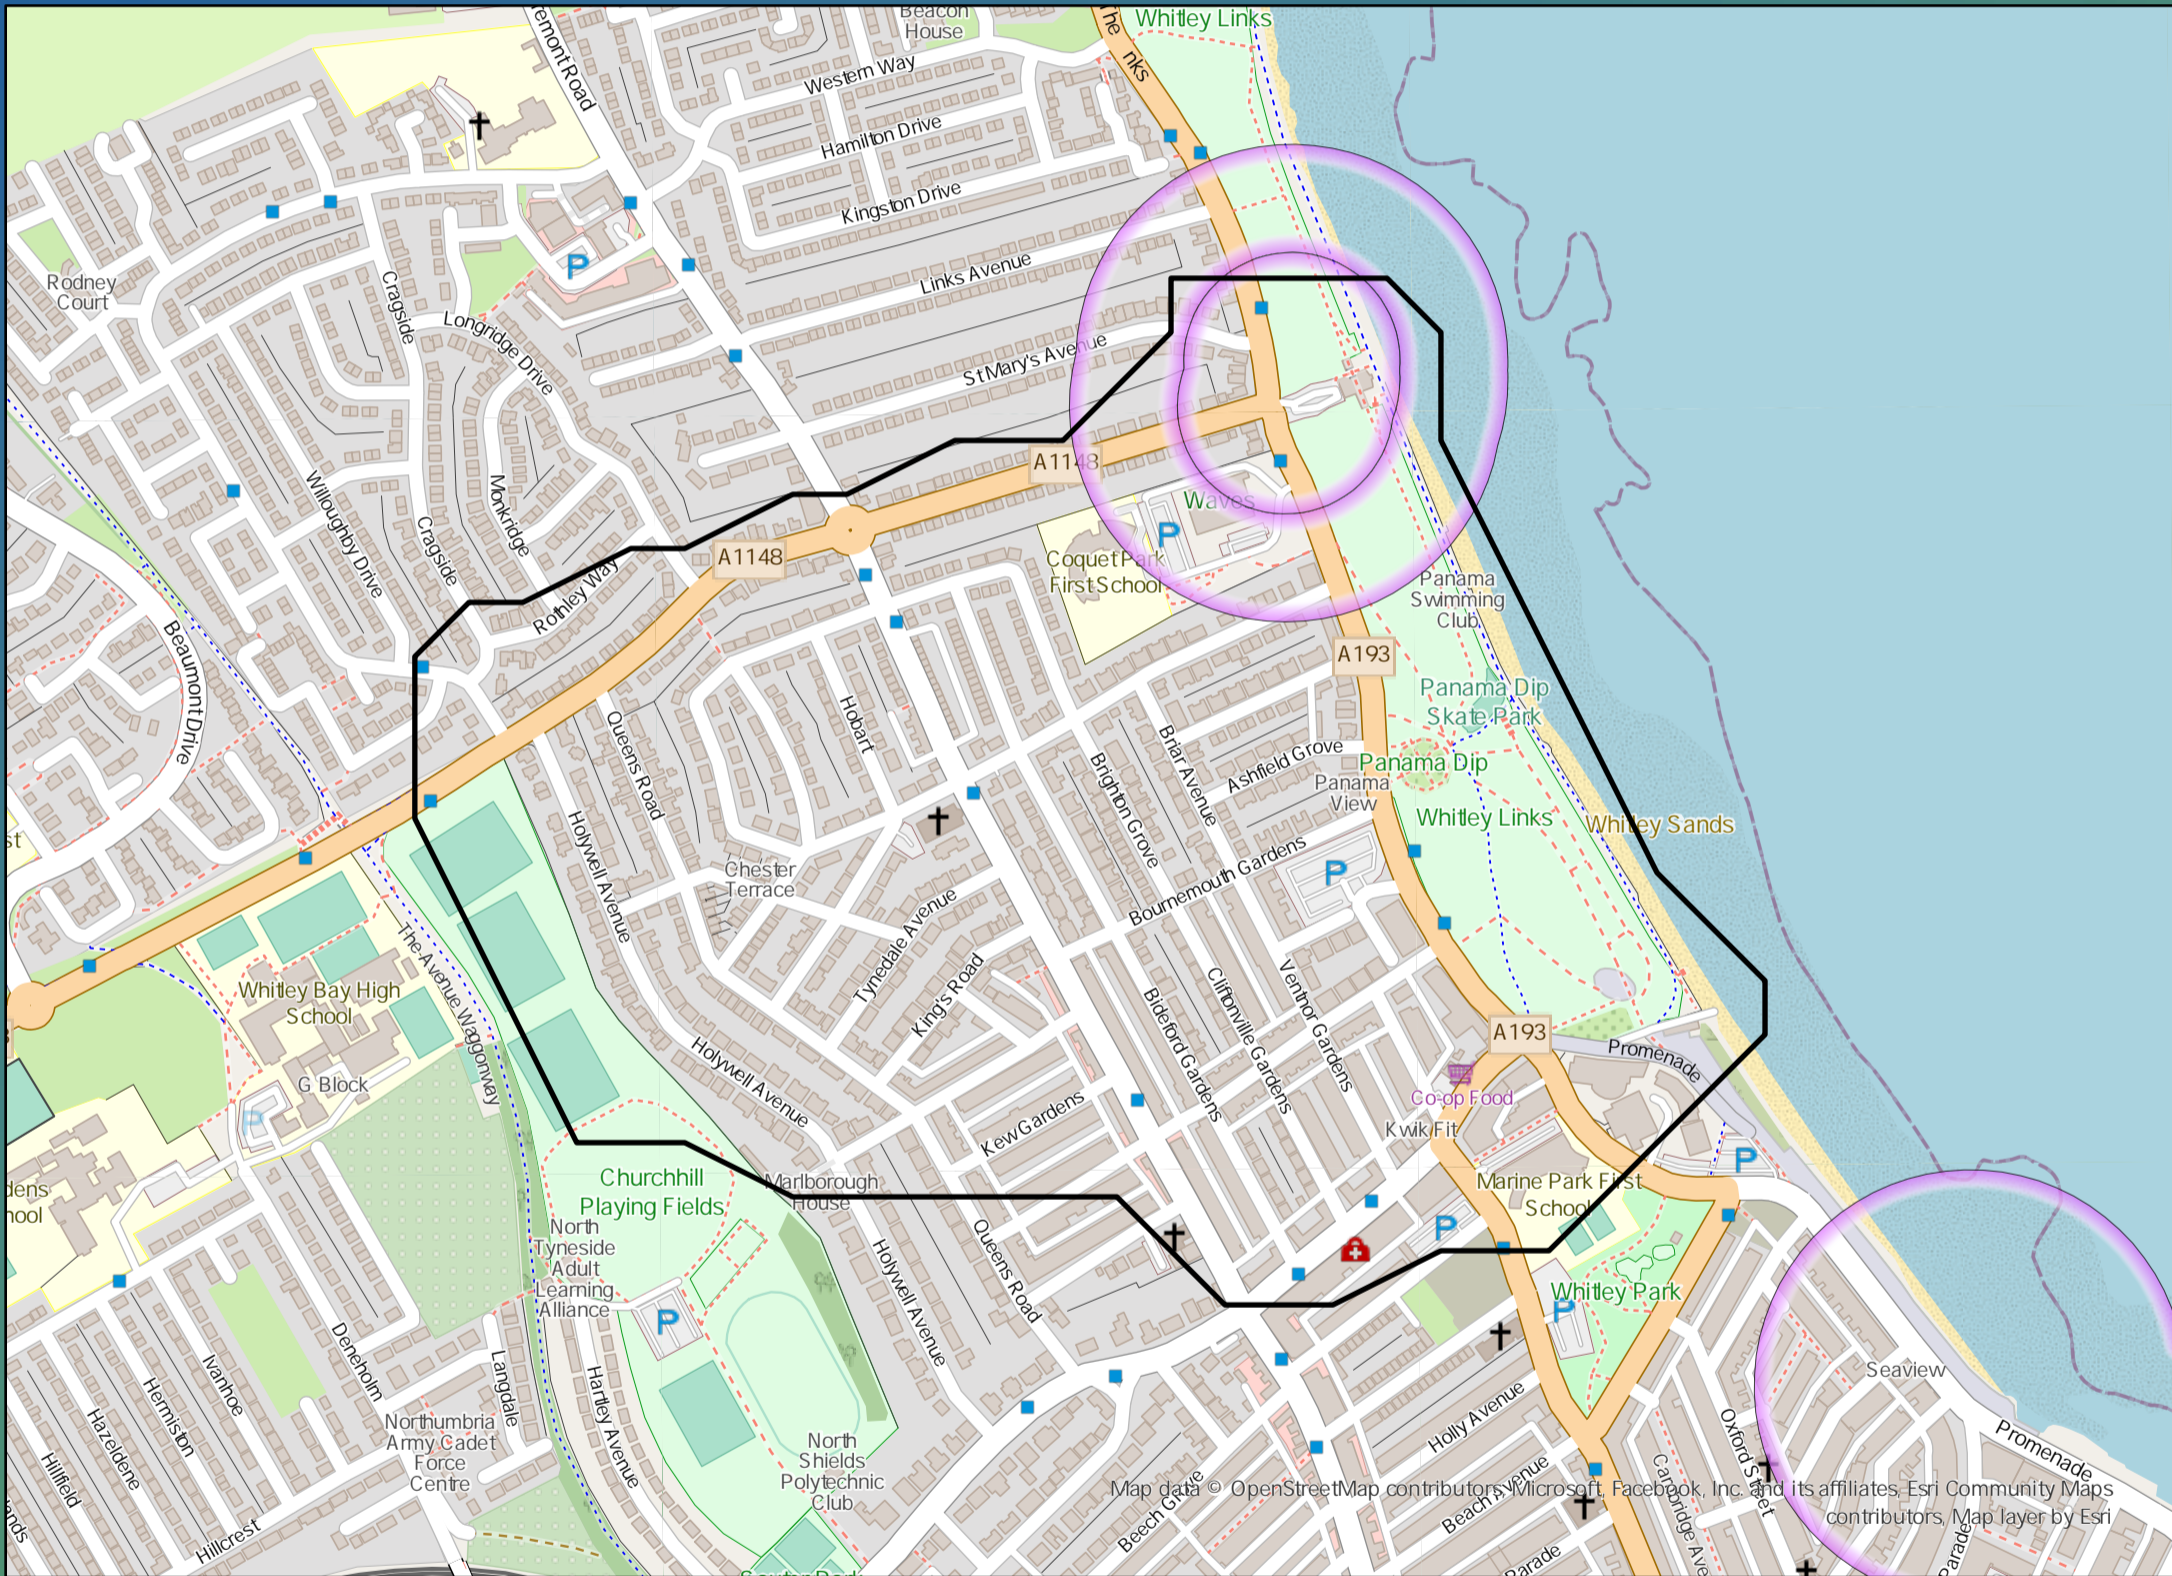 Beacon
House
Whitley Links
The
nks
Western Way
Hamilton Drive
Kingston Drive
Links Avenue
St Mary's Avenue
Rodney
Court
Cragside
Longridge Drive
P
Willoughby Drive
Monkridge
Cragside
Rothley Way
A1148
A1148
Waves
P
Coquet Park
First School
Panama
Swimming
Club
A193
Panama Dip
Skate Park
Beaumont Drive
Queens Road
Hobart
Briar Avenue
Brighton Grove
Ashfield Grove
Panama Dip
Panama
View
Whitley Links
Whitley Sands
Holywell Avenue
Chester
Terrace
Bournemouth Gardens
P
Tynedale Avenue
King's Road
The Avenue Waggonway
Whitley Bay High
School
G Block
P
Bideford Gardens
Cliftonville Gardens
Ventnor Gardens
A193
Promenade
Co-op Food
Kwik Fit
Holywell Avenue
Kew Gardens
Marlborough
House
Churchhill
Playing Fields
Marine Park First
School
P
P
North
Tyneside
Adult
Learning
Alliance
P
Queens Road
Holywell Avenue
Whitley Park
P
Seaview
Deneholm
Ivanhoe
Hermiston
Hazeldene
Hillfield
Langdale
Hartley Avenue
Northumbria
Army Cadet
Force
Centre
Hillcrest
North
Shields
Polytechnic
Club
Holly Avenue
Beach Avenue
Beech Grove
Oxford Street
Cambridge Ave
Promenade
Parade
Parade
Map data © OpenStreetMap contributors, Microsoft, Facebook, Inc. and its affiliates, Esri Community Maps
contributors, Map layer by Esri